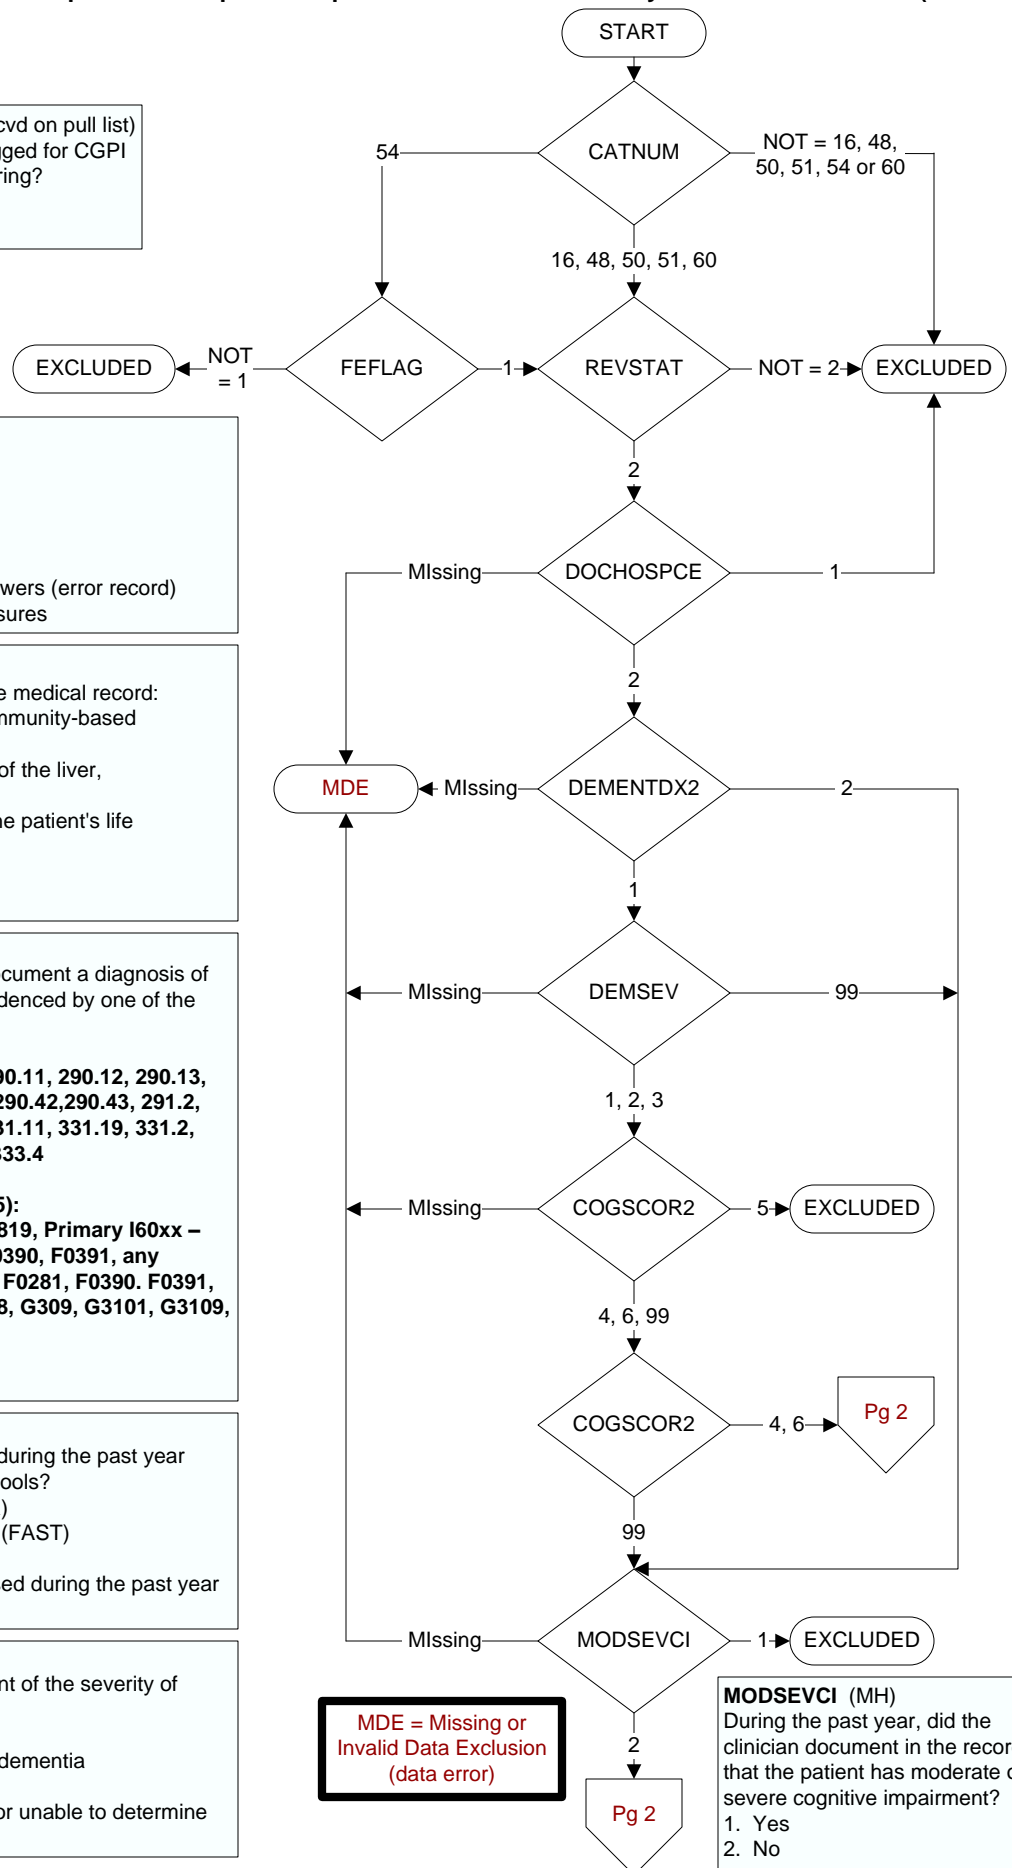 START
cvd on pull list)
gged for CGPI
ring?
CATNUM
54
NOT = 16, 48,
50, 51, 54 or 60
16, 48, 50, 51, 60
EXCLUDED
NOT
= 1
FEFLAG
1
REVSTAT
NOT = 2
EXCLUDED
2
wers (error record)
sures
MIssing
DOCHOSPCE
1
2
e medical record:
mmunity-based
of the liver,
he patient's life
MDE
MIssing
DEMENTDX2
2
1
ocument a diagnosis of
idenced by one of the
90.11, 290.12, 290.13,
290.42,290.43, 291.2,
31.11, 331.19, 331.2,
333.4
5):
819, Primary I60xx –
0390, F0391, any
F0281, F0390. F0391,
8, G309, G3101, G3109,
MIssing
DEMSEV
99
1, 2, 3
MIssing
COGSCOR2
5
EXCLUDED
4, 6, 99
COGSCOR2
4, 6
Pg 2
99
during the past year
ools?
)
(FAST)
sed during the past year
MIssing
MODSEVCI
1
EXCLUDED
2
Pg 2
nt of the severity of
dementia
or unable to determine
MDE = Missing or
Invalid Data Exclusion
(data error)
MODSEVCI (MH)
During the past year, did the
clinician document in the recor
that the patient has moderate o
severe cognitive impairment?
1. Yes
2. No